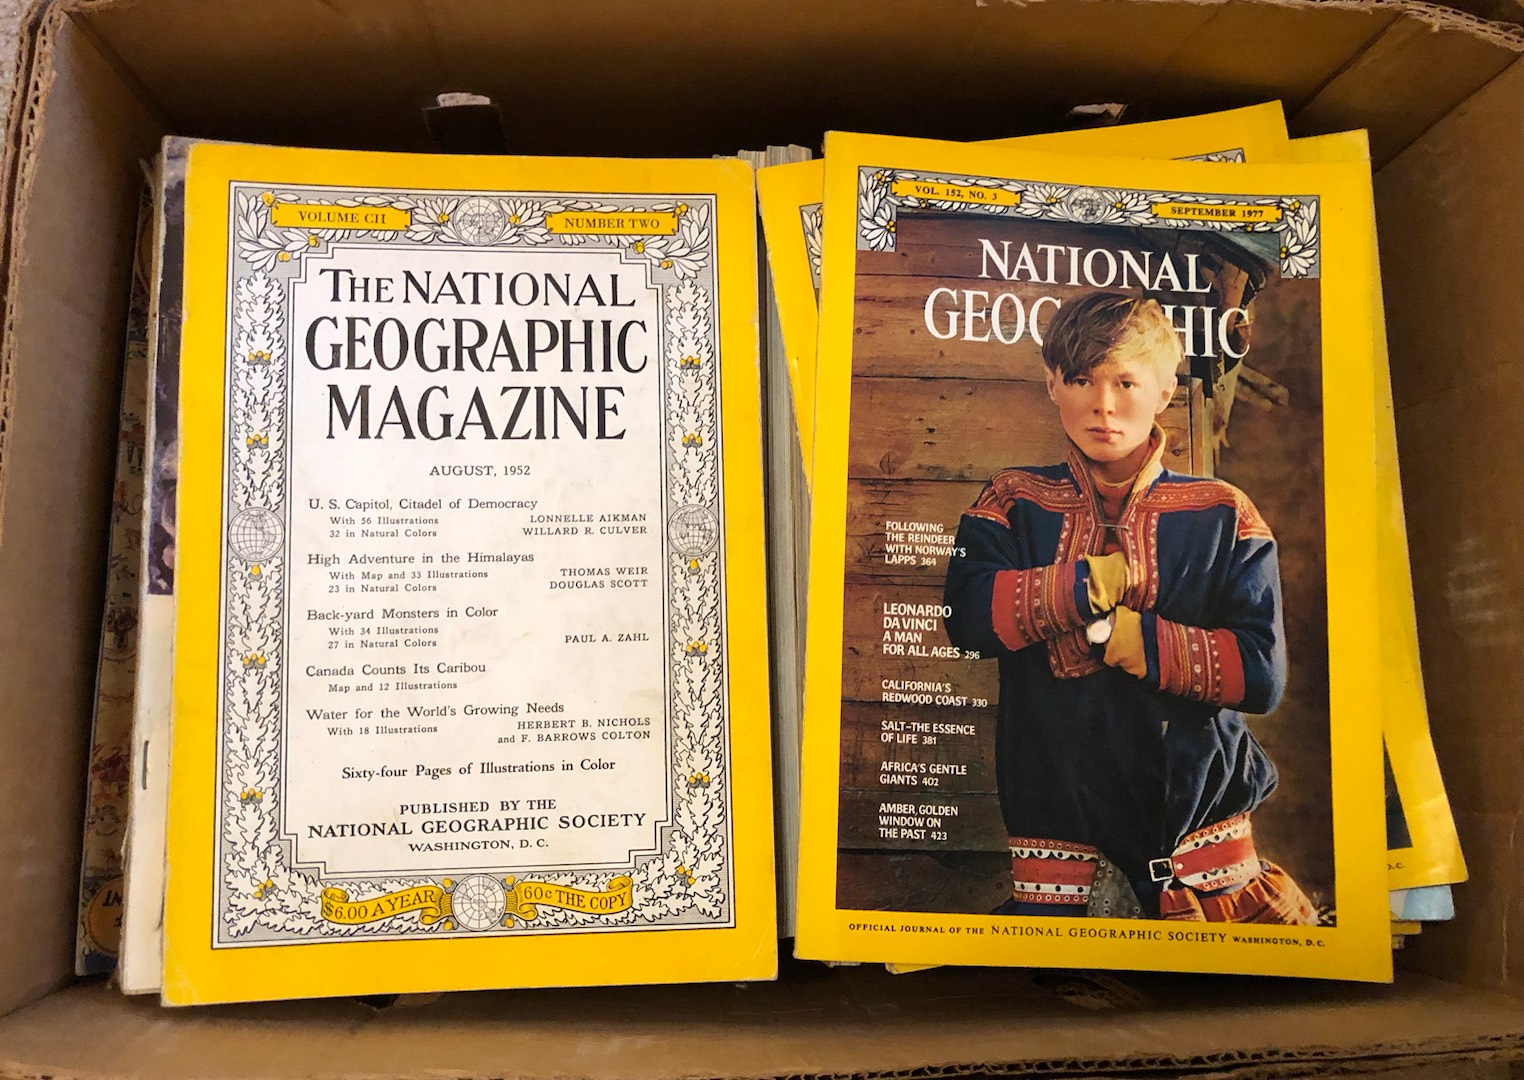 VOLUME CII
NUMBER TWO
THE NATIONAL
GEOGRAPHIC
MAGAZINE
AUGUST, 1952
U. S. Capitol, Citadel of Democracy
With 56 Illustrations
32 in Natural Colors
LONNELLE AIKMAN
WILLARD R. CULVER
High Adventure in the Himalayas
With Map and 33 Illustrations
23 in Natural Colors
THOMAS WEIR
DOUGLAS SCOTT
Back-yard Monsters in Color
With 34 Illustrations
27 in Natural Colors
PAUL A. ZAHL
Canada Counts Its Caribou
Map and 12 Illustrations
Water for the World's Growing Needs
With 18 Illustrations
HERBERT B. NICHOLS
and F. BARROWS COLTON
Sixty-four Pages of Illustrations in Color
PUBLISHED BY THE
NATIONAL GEOGRAPHIC SOCIETY
WASHINGTON, D. C.
$6.00 A YEAR
60c THE COPY
VOL. 152, NO. 3
SEPTEMBER 1977
NATIONAL
GEOGRAPHIC
FOLLOWING
THE REINDEER
WITH NORWAY'S
LAPPS 364
LEONARDO
DA VINCI
A MAN
FOR ALL AGES 296
CALIFORNIA'S
REDWOOD COAST 330
SALT–THE ESSENCE
OF LIFE 381
AFRICA'S GENTLE
GIANTS 402
AMBER, GOLDEN
WINDOW ON
THE PAST 423
OFFICIAL JOURNAL OF THE NATIONAL GEOGRAPHIC SOCIETY WASHINGTON, D.C.
D.C.